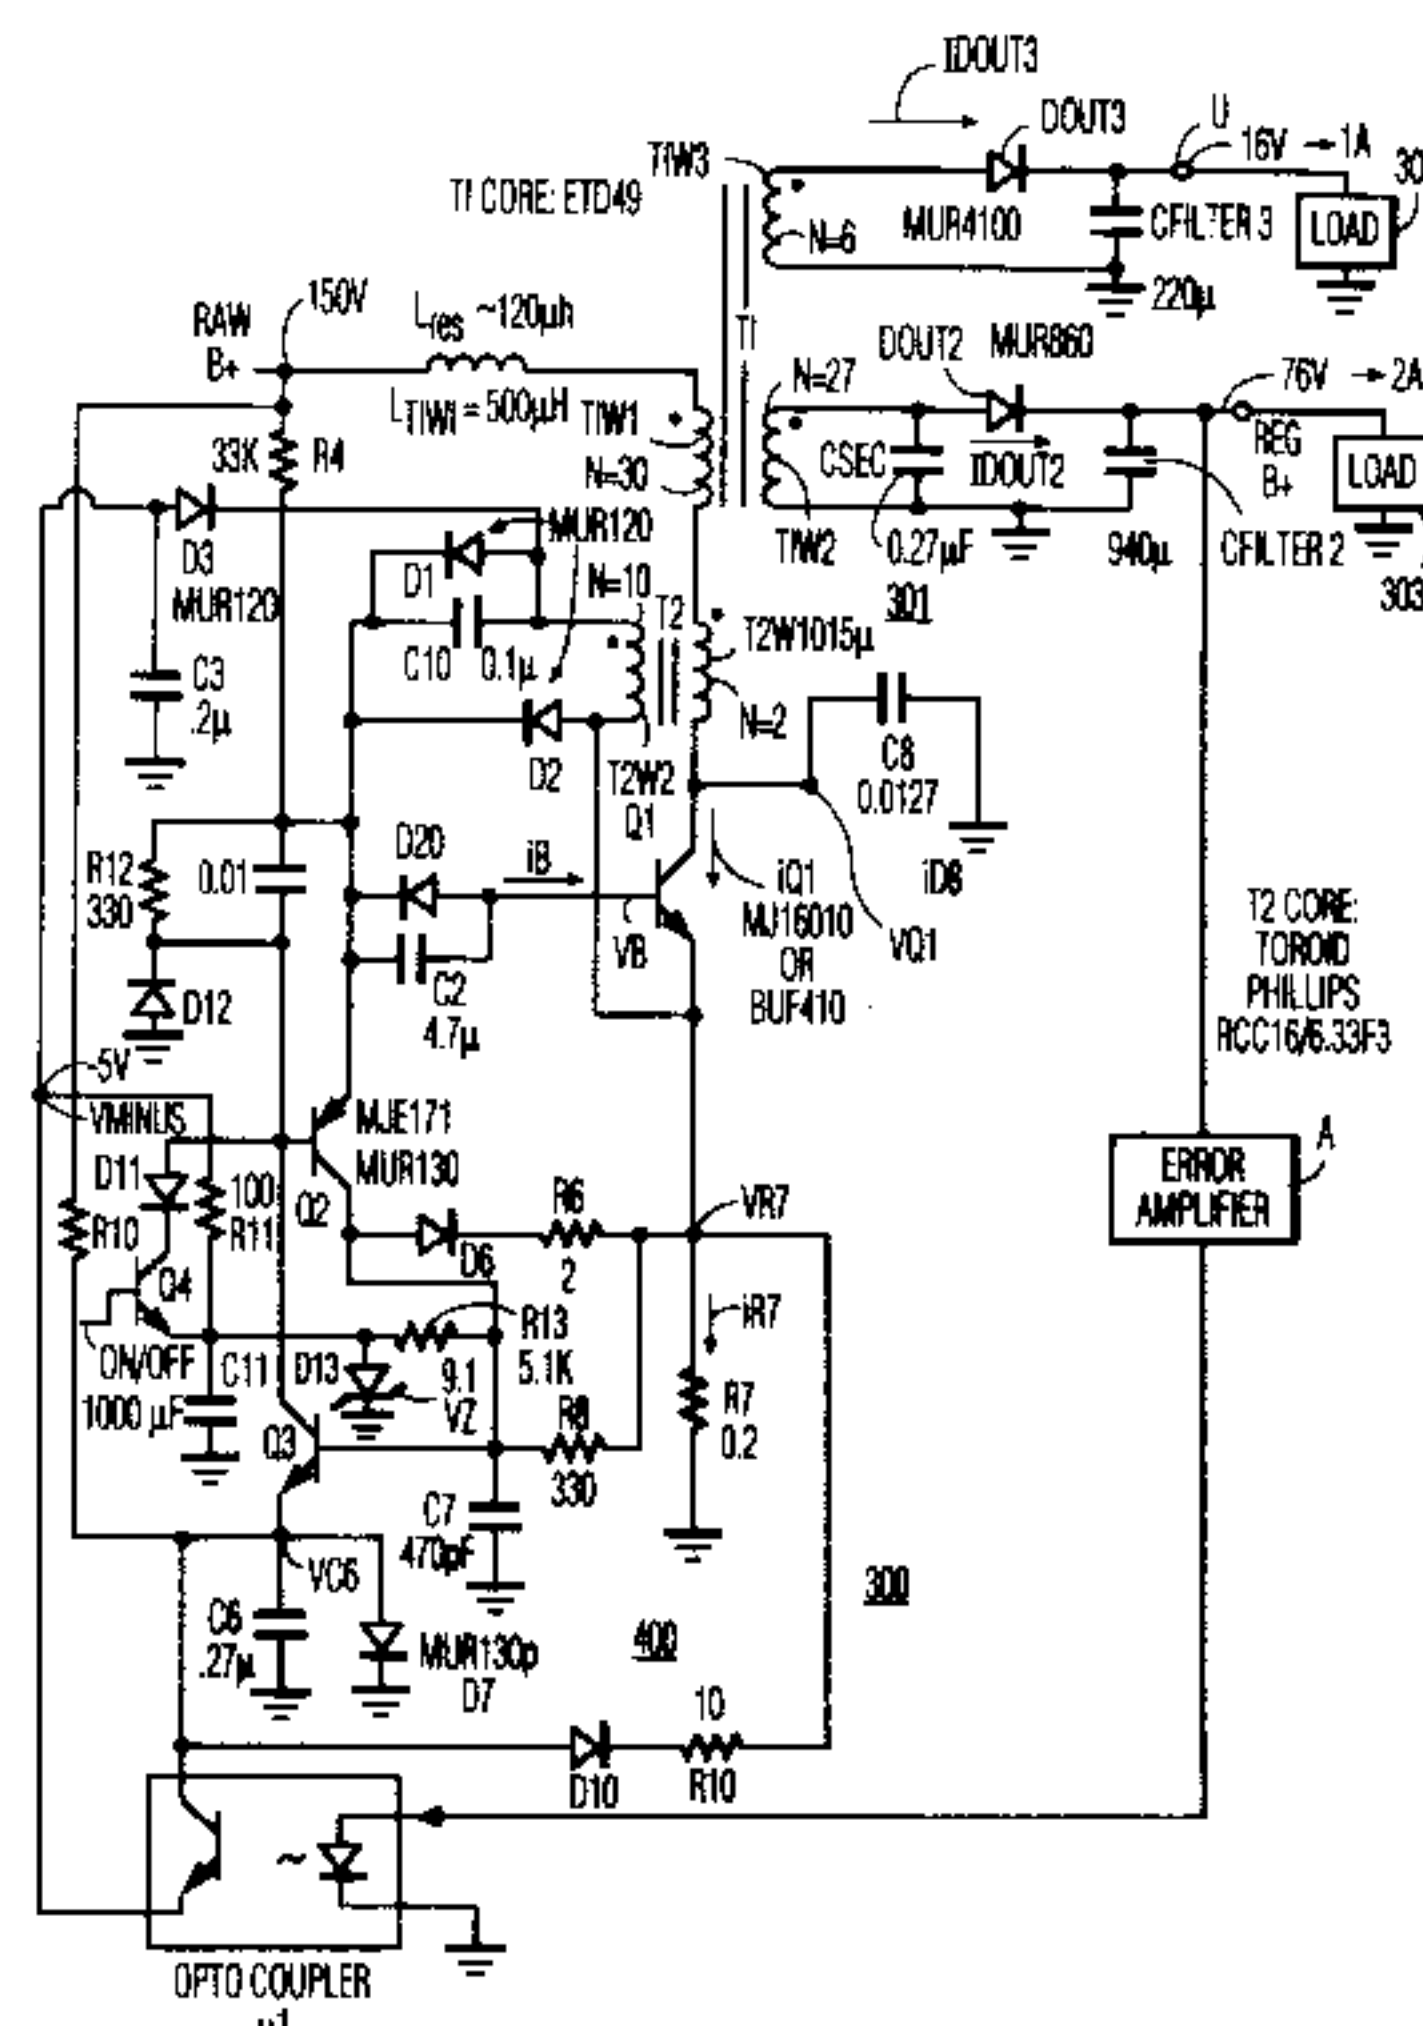 IDOUT3
DOUT3
U
16V → 1A
30
T1W3
T1 CORE: ETD49
N=6
MUR4100
CFILTER 3
LOAD
220µ
150V
RAW
B+
Lres ~120µh
LT1W1 = 500µH
T1
DOUT2
MUR860
N=27
76V → 2A
REG
B+
LOAD
33K
R4
T1W1
N=30
CSEC
IDOUT2
T1W2
0.27µF
940µ
CFILTER 2
301
303
D3
MUR120
MUR120
D1
N=10
T2
C10
0.1µ
T2W1015µ
N=2
C3
.2µ
D2
T2W2
Q1
C8
0.0127
R12
330
0.01
D20
iB
iQ1
iD8
MJ16010
OR
BUF410
VB
VQ1
D12
C2
4.7µ
T2 CORE:
TOROID
PHILLIPS
RCC16/6.33F3
-5V
VMINUS
MJE171
MUR130
Q2
D11
100
R11
R10
Q4
D6
R6
2
VR7
ERROR
AMPLIFIER
A
ON/OFF
C11
1000 µF
D13
9.1
VZ
R13
5.1K
iR7
R7
0.2
Q3
R8
330
C7
470pF
VC6
C6
.27µ
MUR130p
D7
400
300
10
D10
R10
~
OPTO COUPLER